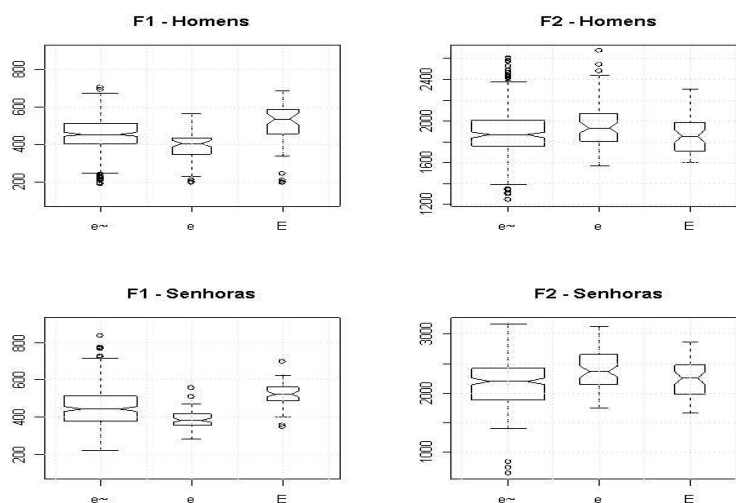 F1 - Homens
800
600
400
200
e~ e E
F2 - Homens
2400
2000
1600
1200
e~ e E
F1 - Senhoras
800
600
400
200
e~ e E
F2 - Senhoras
3000
2000
1000
e~ e E